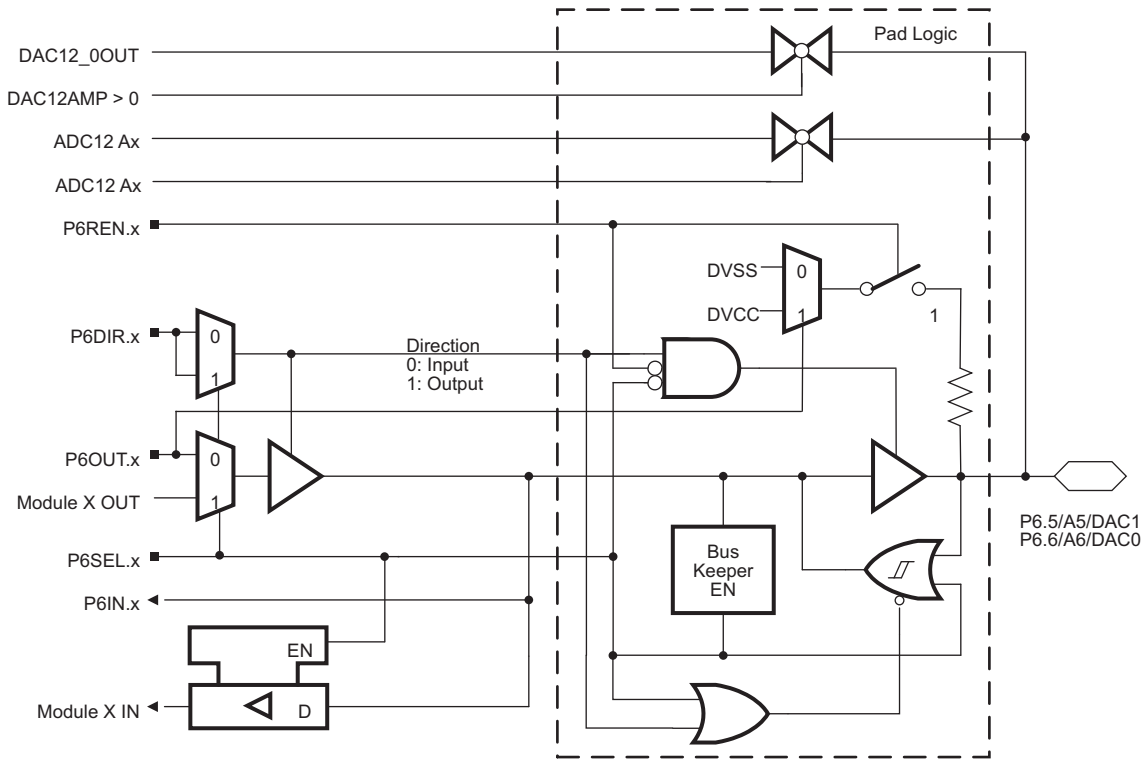 Pad Logic
DAC12_0OUT
DAC12AMP > 0
ADC12 Ax
ADC12 Ax
P6REN.x
DVSS
0
DVCC
1
1
P6DIR.x
0
1
Direction
0: Input
1: Output
P6OUT.x
0
Module X OUT
1
P6SEL.x
P6IN.x
Bus
Keeper
EN
P6.5/A5/DAC1
P6.6/A6/DAC0
EN
Module X IN
D